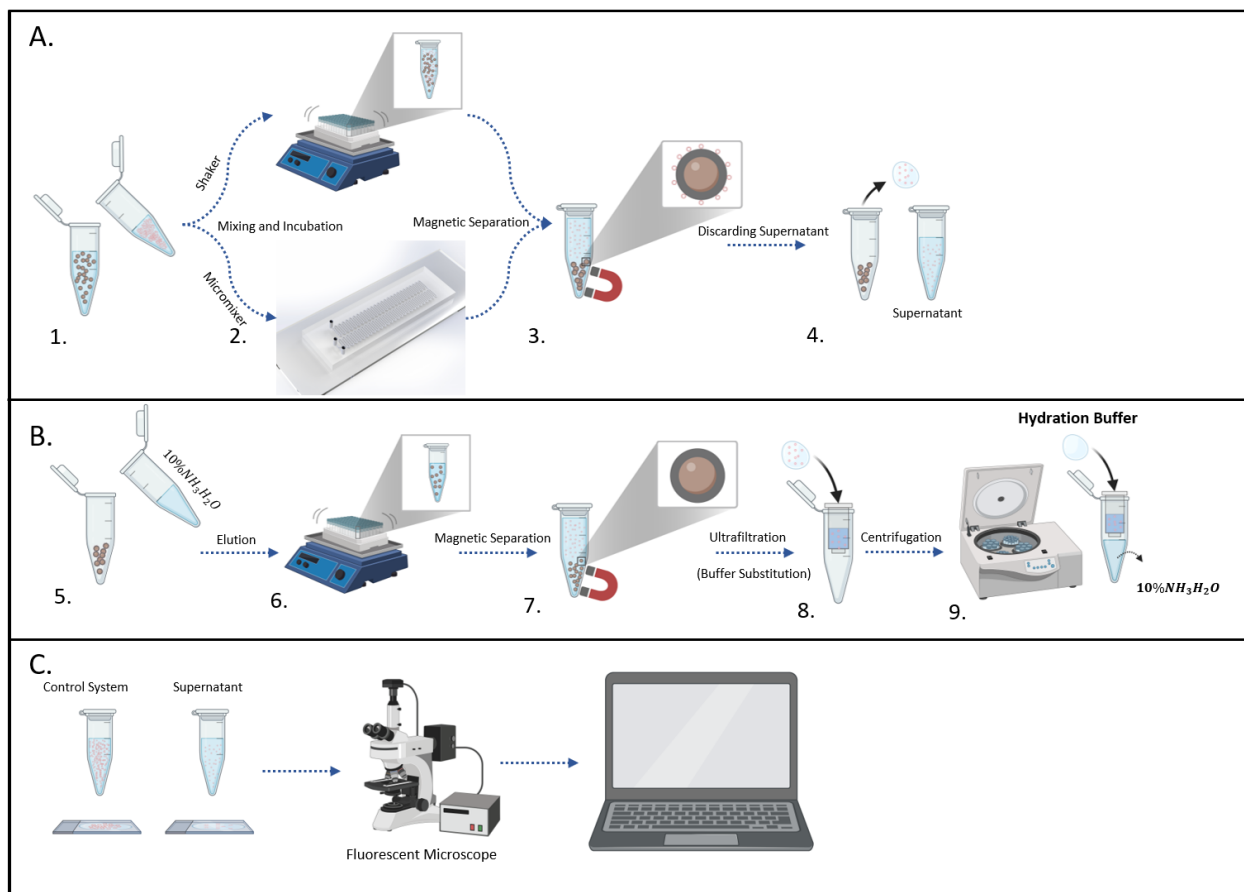 A.
Shaker
Mixing and Incubation
Micromixer
Magnetic Separation
Discarding Supernatant
Supernatant
1.
2.
3.
4.
B.
10%NH₃H₂O
Elution
Magnetic Separation
Ultrafiltration
(Buffer Substitution)
Centrifugation
Hydration Buffer
10%NH₃H₂O
5.
6.
7.
8.
9.
C.
Control System
Supernatant
Fluorescent Microscope